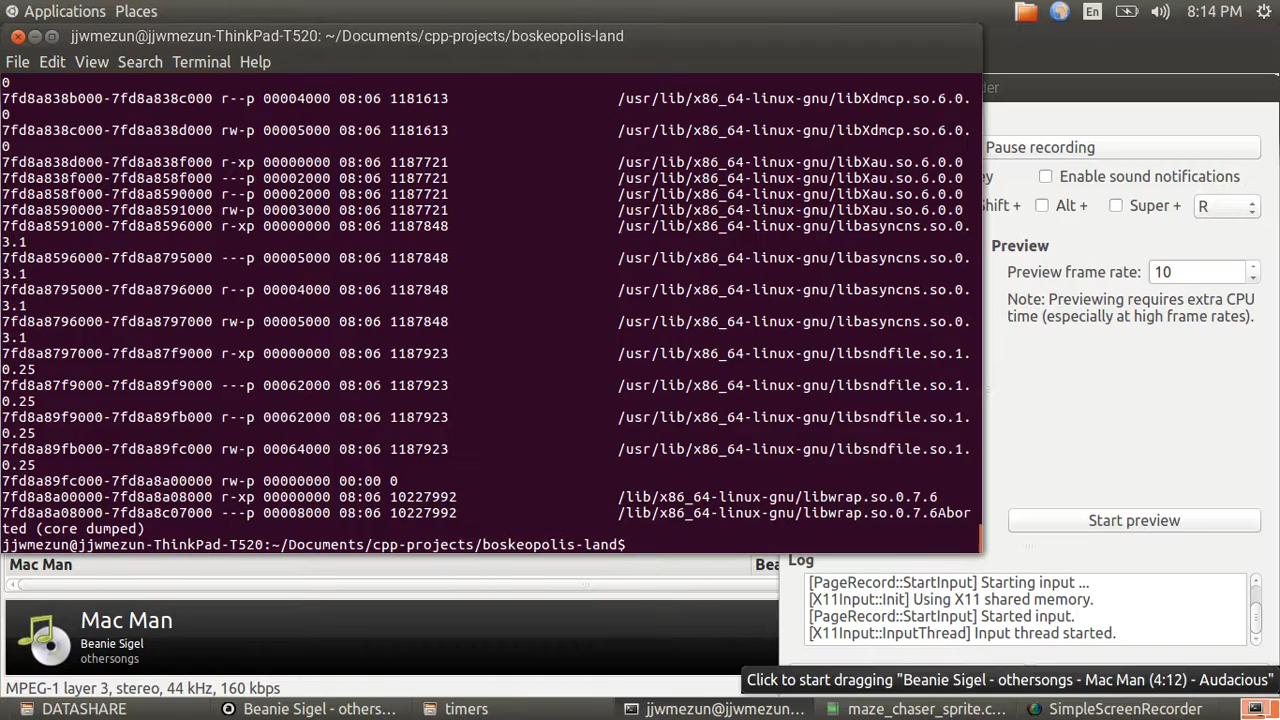 Applications Places
En 8:14 PM
jjwmezun@jjwmezun-ThinkPad-T520: ~/Documents/cpp-projects/boskeopolis-land
File Edit View Search Terminal Help
0
7fd8a838b000-7fd8a838c000 r--p 00004000 08:06 1181613 /usr/lib/x86_64-linux-gnu/libXdmcp.so.6.0.
0
7fd8a838c000-7fd8a838d000 rw-p 00005000 08:06 1181613 /usr/lib/x86_64-linux-gnu/libXdmcp.so.6.0.
0
7fd8a838d000-7fd8a838f000 r-xp 00000000 08:06 1187721 /usr/lib/x86_64-linux-gnu/libXau.so.6.0.0
7fd8a838f000-7fd8a858f000 ---p 00002000 08:06 1187721 /usr/lib/x86_64-linux-gnu/libXau.so.6.0.0
7fd8a858f000-7fd8a8590000 r--p 00002000 08:06 1187721 /usr/lib/x86_64-linux-gnu/libXau.so.6.0.0
7fd8a8590000-7fd8a8591000 rw-p 00003000 08:06 1187721 /usr/lib/x86_64-linux-gnu/libXau.so.6.0.0
7fd8a8591000-7fd8a8596000 r-xp 00000000 08:06 1187848 /usr/lib/x86_64-linux-gnu/libasyncns.so.0.
3.1
7fd8a8596000-7fd8a8795000 ---p 00005000 08:06 1187848 /usr/lib/x86_64-linux-gnu/libasyncns.so.0.
3.1
7fd8a8795000-7fd8a8796000 r--p 00004000 08:06 1187848 /usr/lib/x86_64-linux-gnu/libasyncns.so.0.
3.1
7fd8a8796000-7fd8a8797000 rw-p 00005000 08:06 1187848 /usr/lib/x86_64-linux-gnu/libasyncns.so.0.
3.1
7fd8a8797000-7fd8a87f9000 r-xp 00000000 08:06 1187923 /usr/lib/x86_64-linux-gnu/libsndfile.so.1.
0.25
7fd8a87f9000-7fd8a89f9000 ---p 00062000 08:06 1187923 /usr/lib/x86_64-linux-gnu/libsndfile.so.1.
0.25
7fd8a89f9000-7fd8a89fb000 r--p 00062000 08:06 1187923 /usr/lib/x86_64-linux-gnu/libsndfile.so.1.
0.25
7fd8a89fb000-7fd8a89fc000 rw-p 00064000 08:06 1187923 /usr/lib/x86_64-linux-gnu/libsndfile.so.1.
0.25
7fd8a89fc000-7fd8a8a00000 rw-p 00000000 00:00 0
7fd8a8a00000-7fd8a8a08000 r-xp 00000000 08:06 10227992 /lib/x86_64-linux-gnu/libwrap.so.0.7.6
7fd8a8a08000-7fd8a8c07000 ---p 00008000 08:06 10227992 /lib/x86_64-linux-gnu/libwrap.so.0.7.6Abor
ted (core dumped)
jjwmezun@jjwmezun-ThinkPad-T520:~/Documents/cpp-projects/boskeopolis-land$
der
Pause recording
ey Enable sound notifications
Shift + Alt + Super + R
Preview
Preview frame rate: 10
Note: Previewing requires extra CPU
time (especially at high frame rates).
Start preview
Log
[PageRecord::StartInput] Starting input ...
[X11Input::Init] Using X11 shared memory.
[PageRecord::StartInput] Started input.
[X11Input::InputThread] Input thread started.
Mac Man Bea
Mac Man
Beanie Sigel
othersongs
MPEG-1 layer 3, stereo, 44 kHz, 160 kbps
Click to start dragging "Beanie Sigel - othersongs - Mac Man (4:12) - Audacious"
DATASHARE Beanie Sigel - others... timers jjwmezun@jjwmezun... maze_chaser_sprite.c... SimpleScreenRecorder